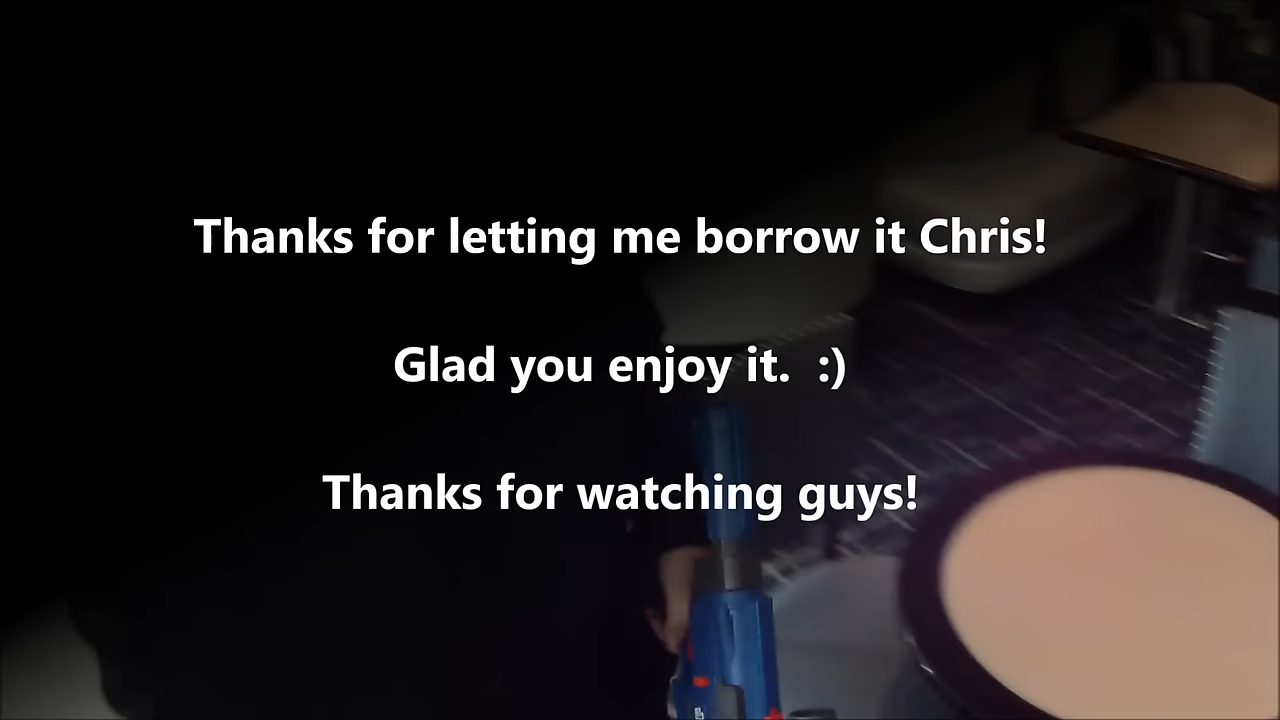 Thanks for letting me borrow it Chris!
Glad you enjoy it.  :)
Thanks for watching guys!